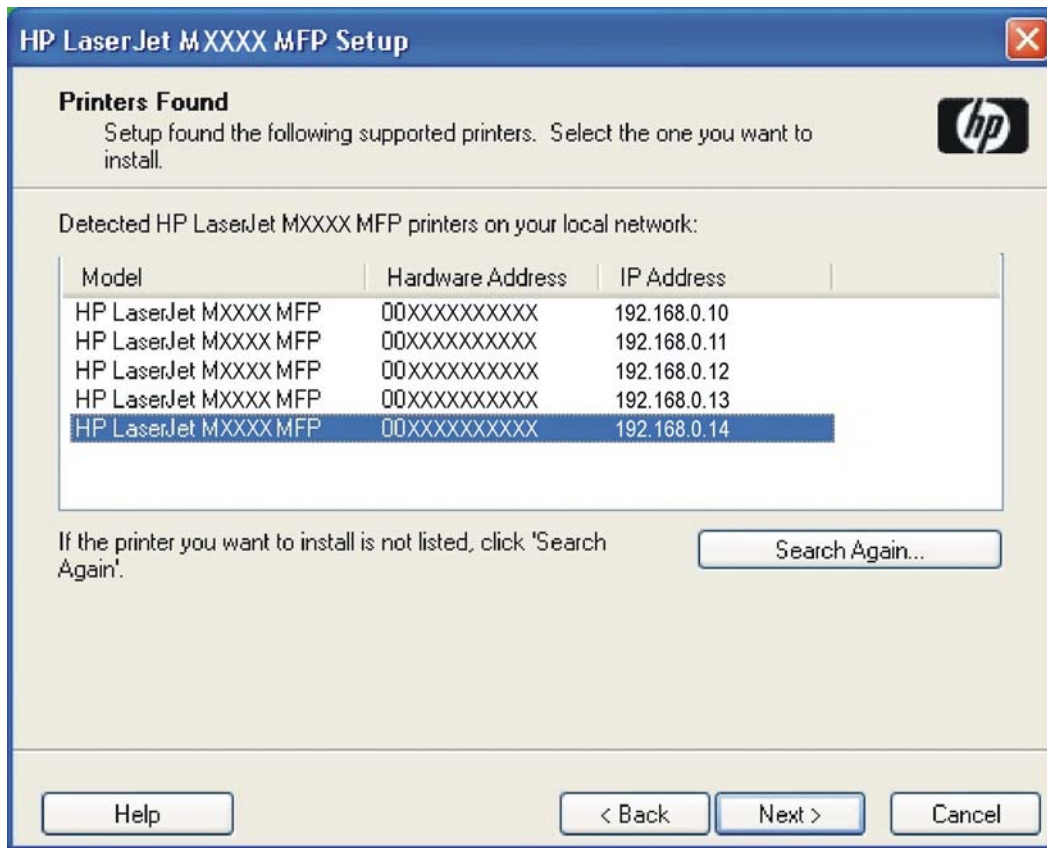 HP LaserJet MXXXX MFP Setup
Printers Found
Setup found the following supported printers. Select the one you want to
install.
hp
Detected HP LaserJet MXXXX MFP printers on your local network:
Model Hardware Address IP Address
HP LaserJet MXXXX MFP 00XXXXXXXXXX 192.168.0.10
HP LaserJet MXXXX MFP 00XXXXXXXXXX 192.168.0.11
HP LaserJet MXXXX MFP 00XXXXXXXXXX 192.168.0.12
HP LaserJet MXXXX MFP 00XXXXXXXXXX 192.168.0.13
HP LaserJet MXXXX MFP 00XXXXXXXXXX 192.168.0.14
If the printer you want to install is not listed, click 'Search
Again'.
Search Again...
Help < Back Next > Cancel